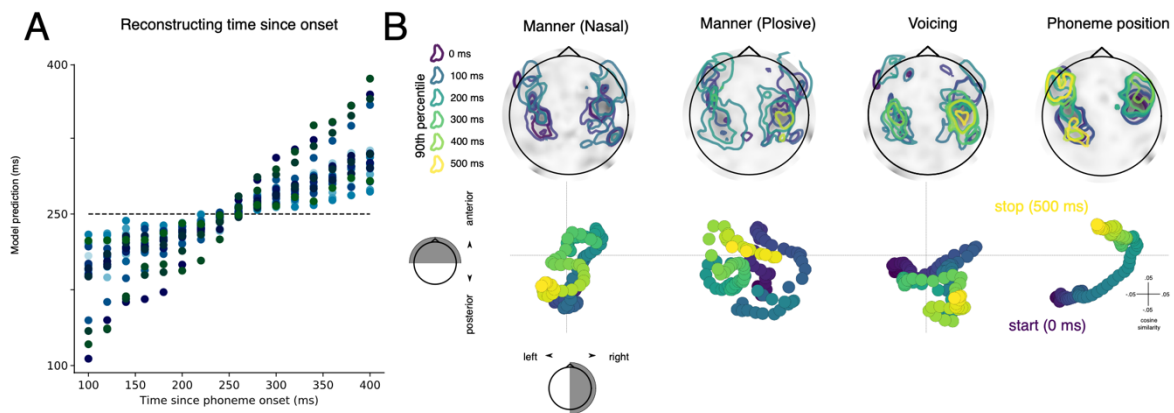 A
Reconstructing time since onset
Model prediction (ms)
400
250
100
100 150 200 250 300 350 400
Time since phoneme onset (ms)
B
Manner (Nasal)
Manner (Plosive)
Voicing
Phoneme position
90th percentile
0 ms
100 ms
200 ms
300 ms
400 ms
500 ms
anterior
posterior
left
right
stop (500 ms)
start (0 ms)
.05
-.05
.05
-.05
cosine
similarity